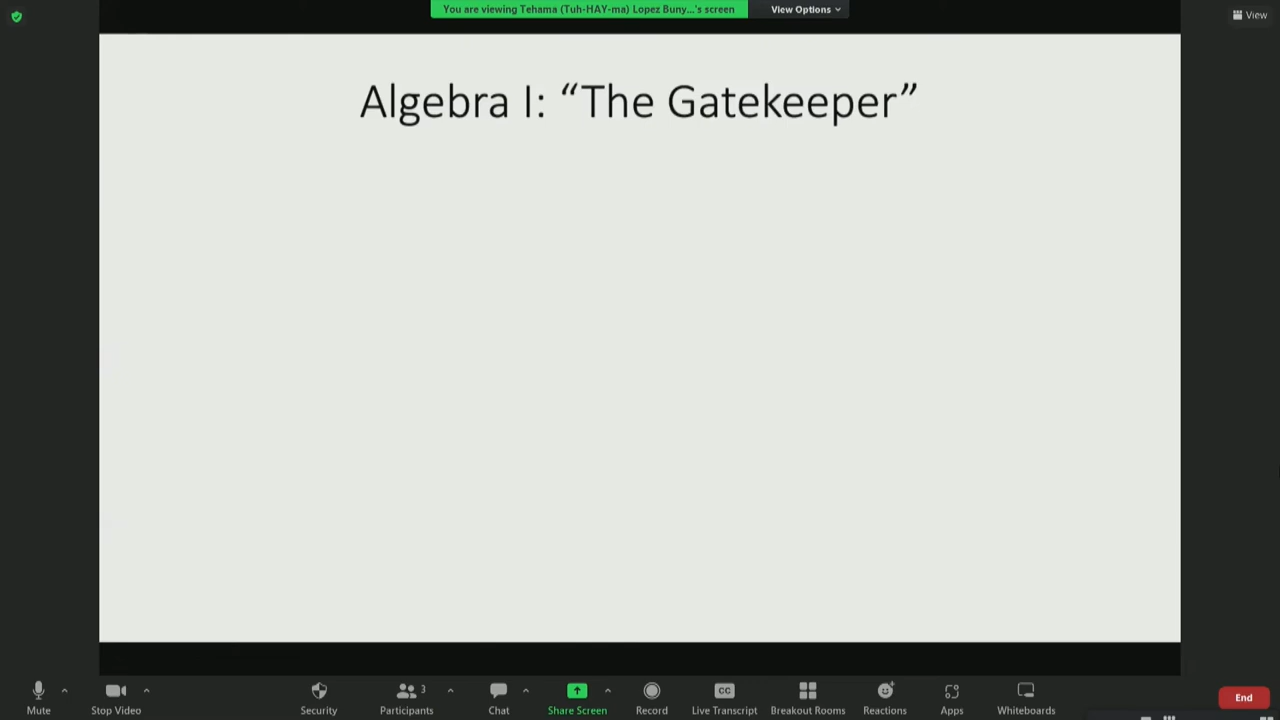 You are viewing Tehama (Tuh-HAY-ma) Lopez Buny...'s screen
View Options
View
Algebra I: “The Gatekeeper”
3
Mute
Stop Video
Security
Participants
Chat
Share Screen
Record
CC
Live Transcript
Breakout Rooms
Reactions
Apps
Whiteboards
End